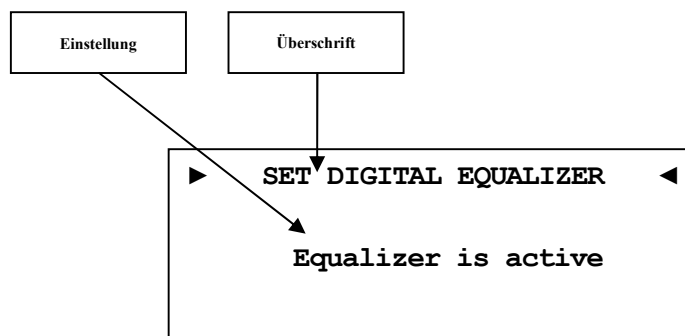 Einstellung
Überschrift
► SET DIGITAL EQUALIZER ◄
Equalizer is active